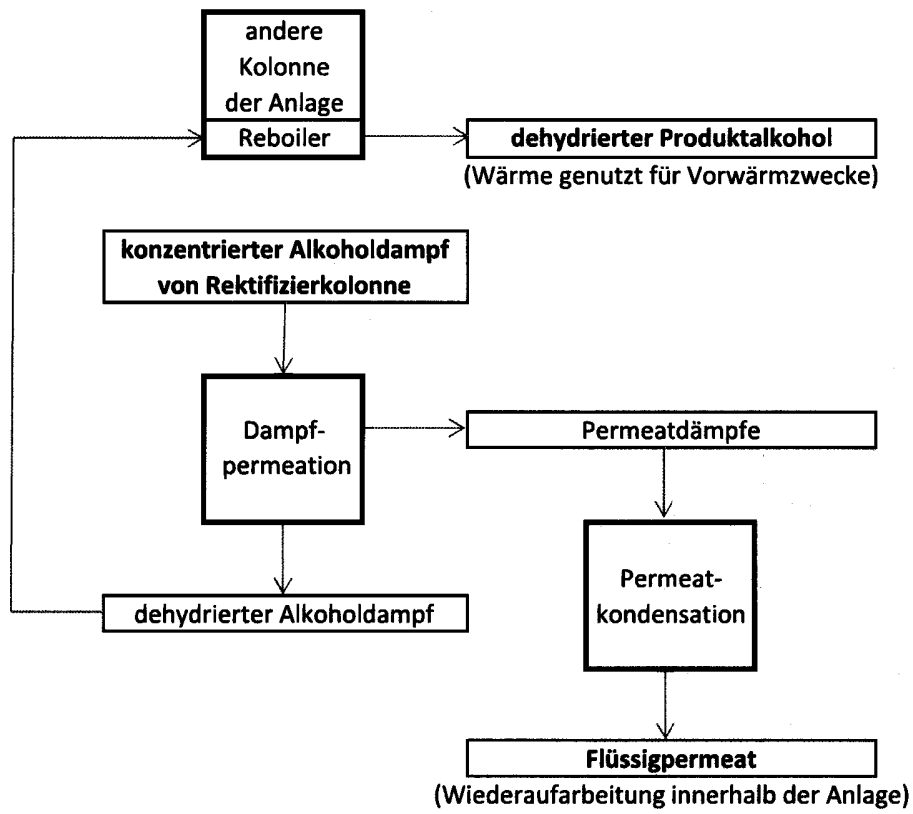 andere
Kolonne
der Anlage
Reboiler
dehydrierter Produktalkohol
(Wärme genutzt für Vorwärmzwecke)
konzentrierter Alkoholdampf
von Rektifizierkolonne
Dampf-
permeation
Permeatdämpfe
dehydrierter Alkoholdampf
Permeat-
kondensation
Flüssigpermeat
(Wiederaufarbeitung innerhalb der Anlage)